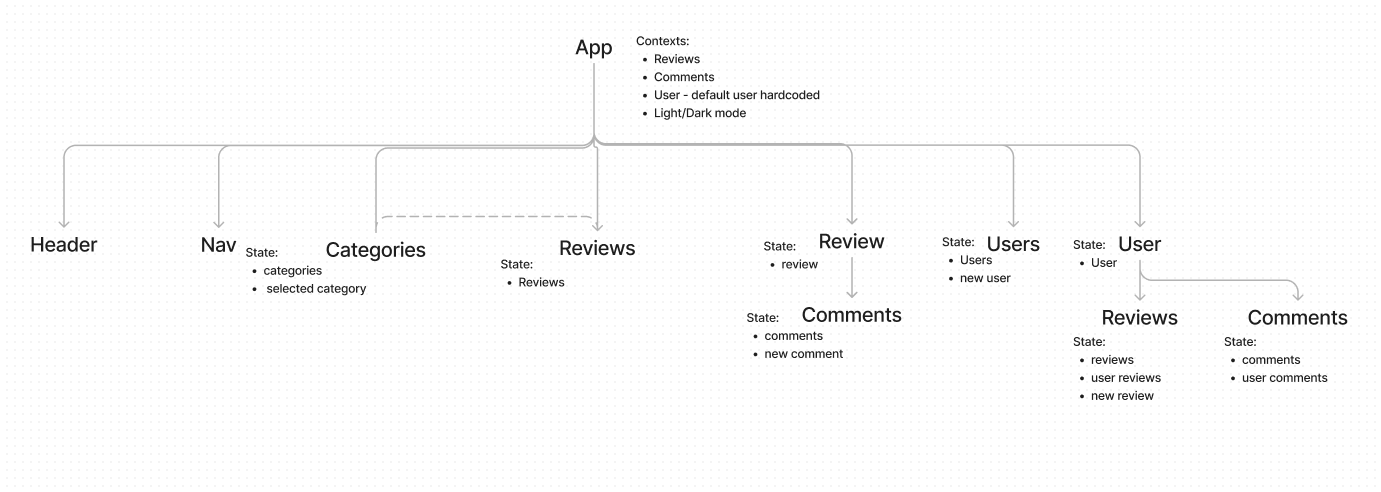 App
Contexts:
• Reviews
• Comments
• User - default user hardcoded
• Light/Dark mode
Header
Nav
State:
• categories
• selected category
Categories
Reviews
State:
• Reviews
State:
• review
Review
State:
• comments
• new comment
Comments
State:
• Users
• new user
Users
State:
• User
User
Reviews
State:
• reviews
• user reviews
• new review
Comments
State:
• comments
• user comments